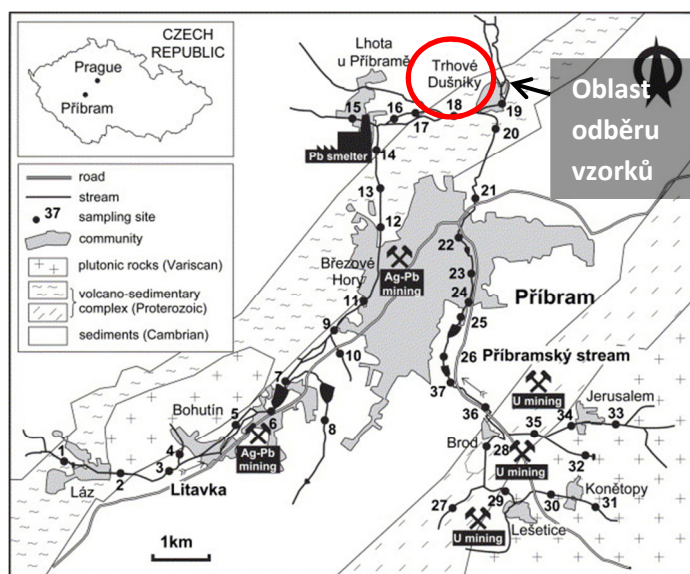 CZECH
REPUBLIC
Prague
Příbram
road
stream
37 sampling site
community
plutonic rocks (Variscan)
volcano-sedimentary
complex (Proterozoic)
sediments (Cambrian)
Lhota
u Příbramě
Trhové
Dušníky
Oblast
odběru
vzorků
15
16
17
18
19
20
Pb smelter
14
13
12
21
22
23
24
25
26
37
Březové
Hory
Ag-Pb
mining
Příbram
11
9
10
7
8
Příbramský stream
U mining
Jerusalem
36
35
34
33
32
Brod
28
U mining
Konětopy
27
29
30
31
Lešetice
U mining
Bohutín
5
6
4
3
Ag-Pb
mining
1
2
Láz
Litavka
1km